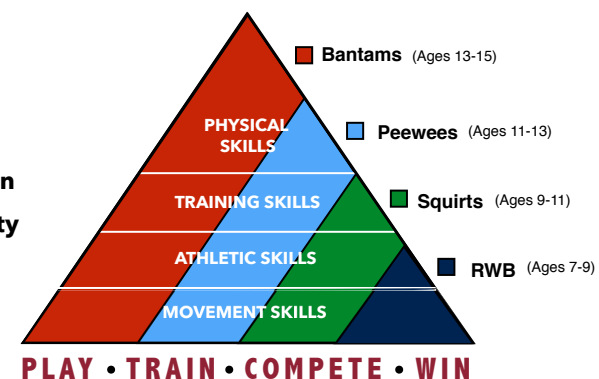 Bantams (Ages 13-15)
PHYSICAL
SKILLS
Peewees (Ages 11-13)
n
TRAINING SKILLS
Squirts (Ages 9-11)
ty
ATHLETIC SKILLS
RWB (Ages 7-9)
MOVEMENT SKILLS
PLAY • TRAIN • COMPETE • WIN